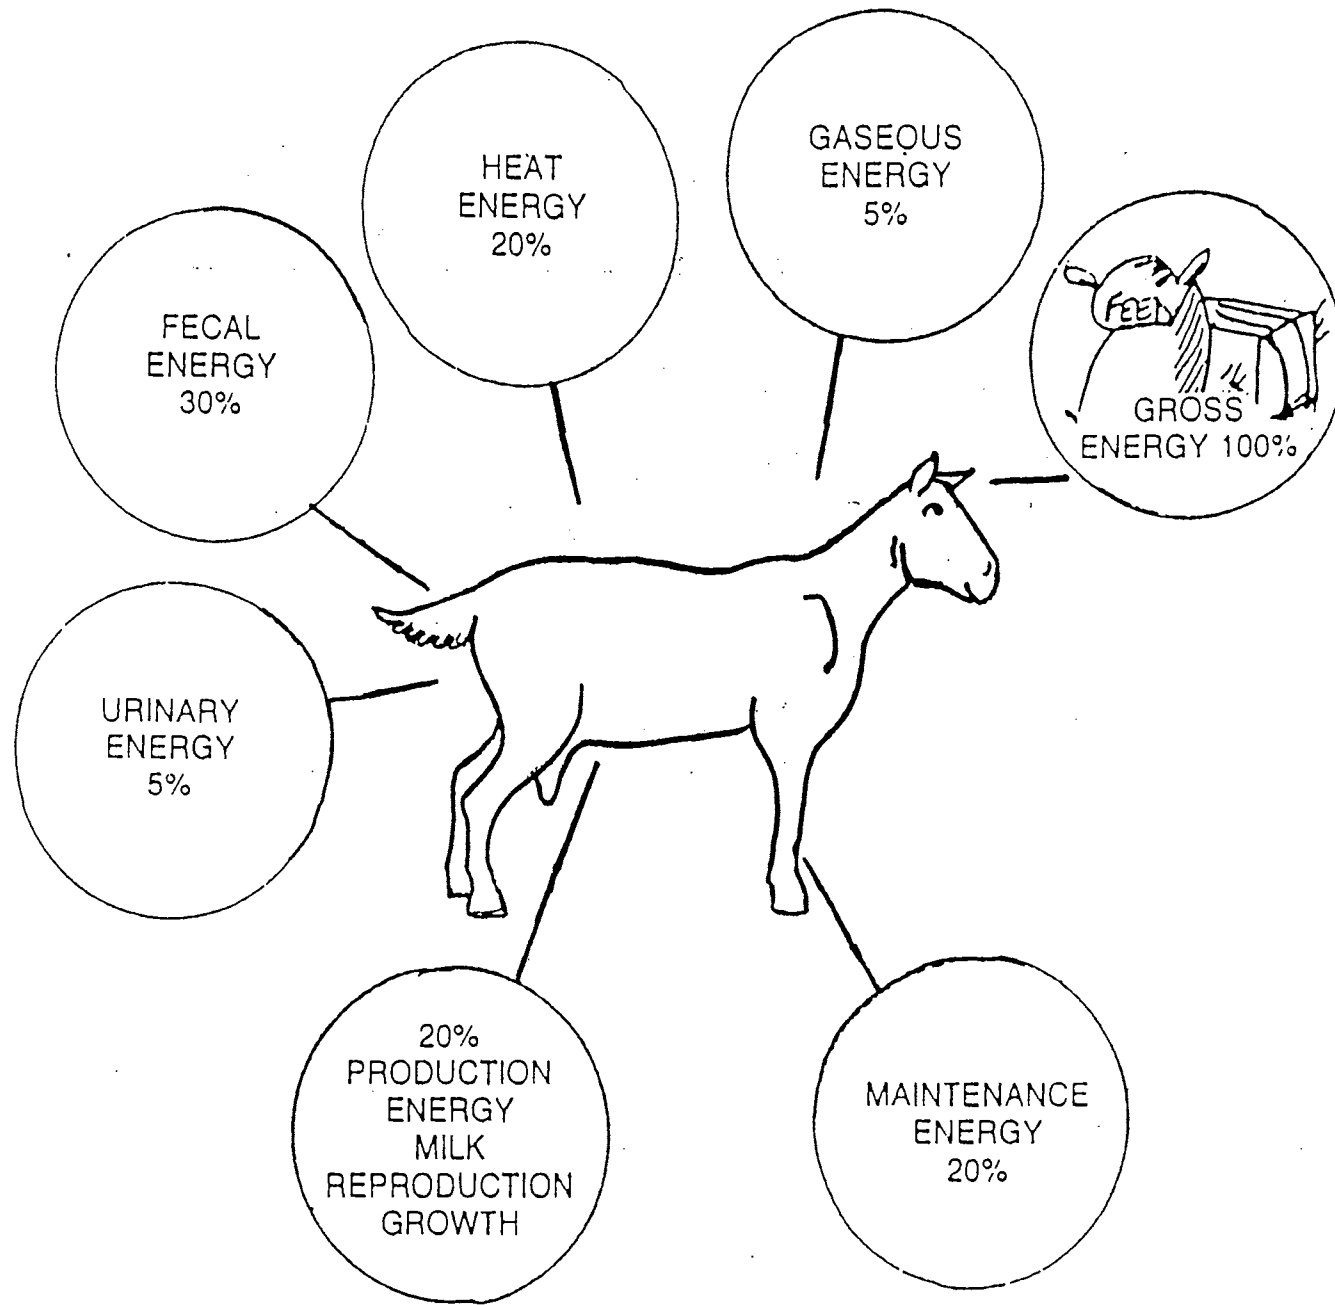 GASEOUS
ENERGY
5%
HEAT
ENERGY
20%
FEED
GROSS
ENERGY 100%
FECAL
ENERGY
30%
URINARY
ENERGY
5%
20%
PRODUCTION
ENERGY
MILK
REPRODUCTION
GROWTH
MAINTENANCE
ENERGY
20%